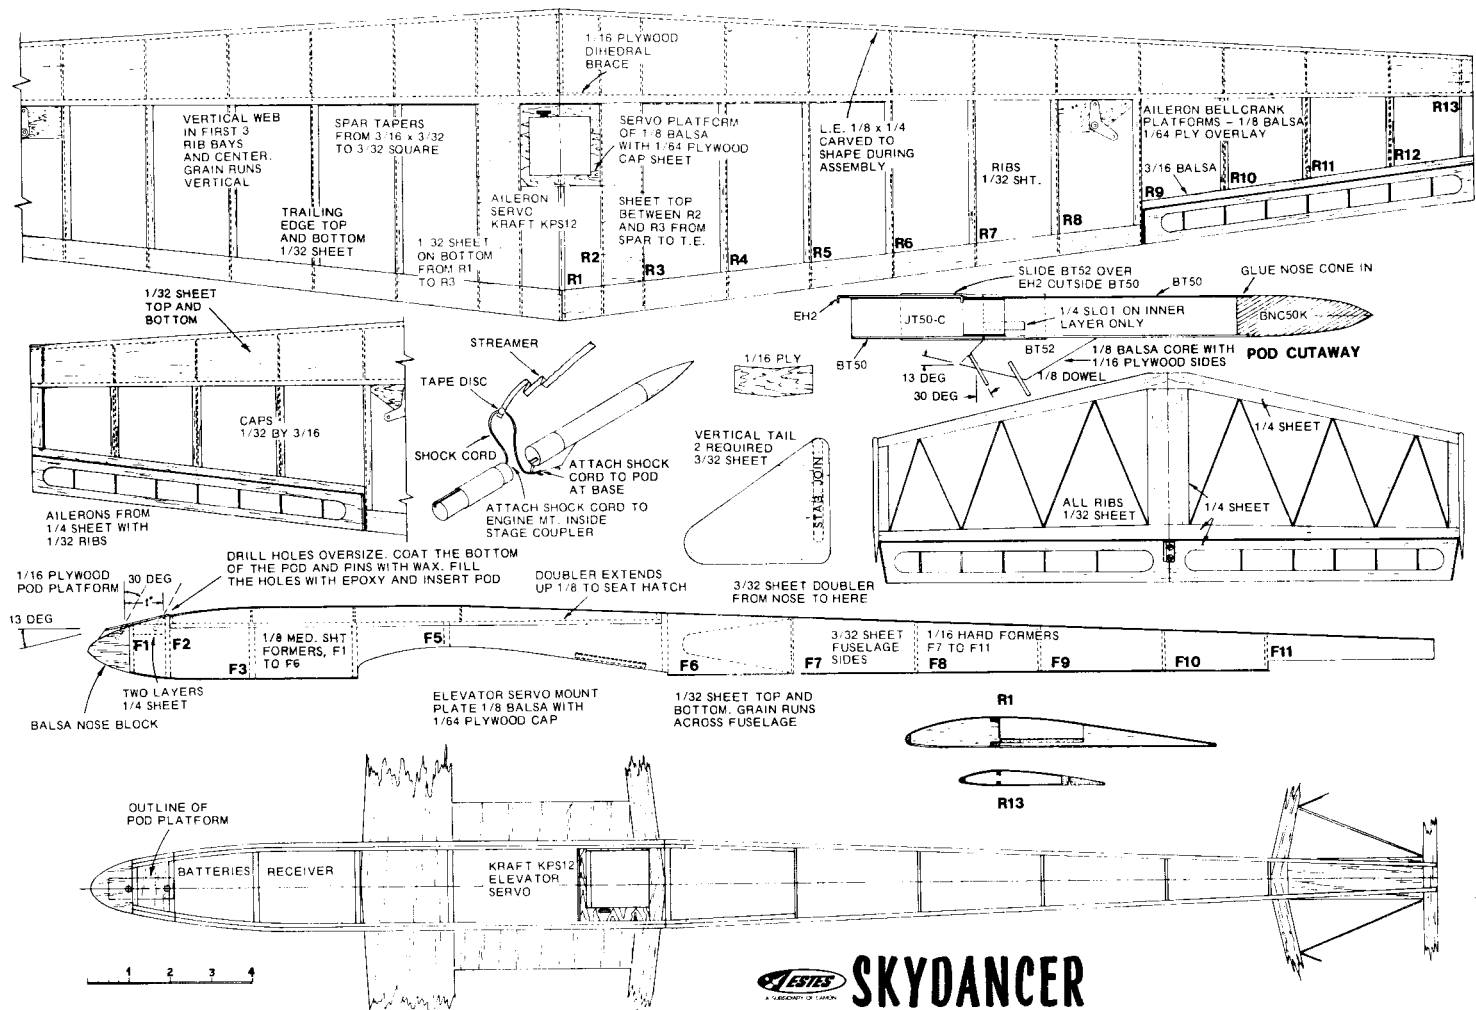 1/16 PLYWOOD
DIHEDRAL
BRACE
VERTICAL WEB
IN FIRST 3
RIB BAYS
AND CENTER.
GRAIN RUNS
VERTICAL
SPAR TAPERS
FROM 3/16 x 3/32
TO 3/32 SQUARE
SERVO PLATFORM
OF 1/8 BALSA
WITH 1/64 PLYWOOD
CAP SHEET
L.E. 1/8 x 1/4
CARVED TO
SHAPE DURING
ASSEMBLY
RIBS
1/32 SHT.
AILERON BELLCRANK
PLATFORMS - 1/8 BALSA
1/64 PLY OVERLAY
3/16 BALSA
R13
R12
R11
R10
R9
R8
R7
R6
R5
R4
R3
R2
R1
TRAILING
EDGE TOP
AND BOTTOM
1/32 SHEET
1 32 SHEET
ON BOTTOM
FROM R1
TO R3
AILERON
SERVO
KRAFT KPS12
SHEET TOP
BETWEEN R2
AND R3 FROM
SPAR TO T.E.
1/32 SHEET
TOP AND
BOTTOM
CAPS
1/32 BY 3/16
AILERONS FROM
1/4 SHEET WITH
1/32 RIBS
STREAMER
TAPE DISC
SHOCK CORD
ATTACH SHOCK
CORD TO POD
AT BASE
ATTACH SHOCK CORD TO
ENGINE MT. INSIDE
STAGE COUPLER
1/16 PLY
SLIDE BT52 OVER
EH2 OUTSIDE BT50
BT50
GLUE NOSE CONE IN
EH2
JT50-C
1/4 SLOT ON INNER
LAYER ONLY
BNC50K
BT50
BT52
POD CUTAWAY
13 DEG
30 DEG
1/8 BALSA CORE WITH
1/16 PLYWOOD SIDES
1/8 DOWEL
VERTICAL TAIL
2 REQUIRED
3/32 SHEET
STAB JOIN
1/4 SHEET
ALL RIBS
1/32 SHEET
1/4 SHEET
DRILL HOLES OVERSIZE. COAT THE BOTTOM
OF THE POD AND PINS WITH WAX. FILL
THE HOLES WITH EPOXY AND INSERT POD
1/16 PLYWOOD
POD PLATFORM
30 DEG
1"
13 DEG
DOUBLER EXTENDS
UP 1/8 TO SEAT HATCH
3/32 SHEET DOUBLER
FROM NOSE TO HERE
F1
F2
F3
1/8 MED. SHT
FORMERS, F1
TO F6
F5
F6
F7
3/32 SHEET
FUSELAGE
SIDES
1/16 HARD FORMERS
F7 TO F11
F8
F9
F10
F11
TWO LAYERS
1/4 SHEET
BALSA NOSE BLOCK
ELEVATOR SERVO MOUNT
PLATE 1/8 BALSA WITH
1/64 PLYWOOD CAP
1/32 SHEET TOP AND
BOTTOM. GRAIN RUNS
ACROSS FUSELAGE
R1
R13
OUTLINE OF
POD PLATFORM
BATTERIES
RECEIVER
KRAFT KPS12
ELEVATOR
SERVO
1 2 3 4
ESTES
A SUBSIDIARY OF DAMON
SKYDANCER